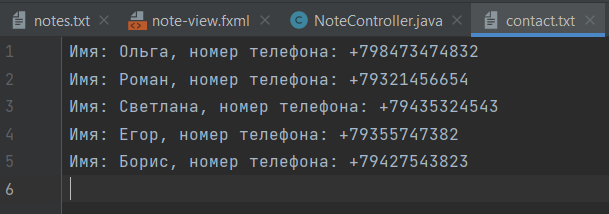 notes.txt note-view.fxml NoteController.java contact.txt
1 Имя: Ольга, номер телефона: +798473474832
2 Имя: Роман, номер телефона: +79321456654
3 Имя: Светлана, номер телефона: +79435324543
4 Имя: Егор, номер телефона: +79355747382
5 Имя: Борис, номер телефона: +79427543823
6